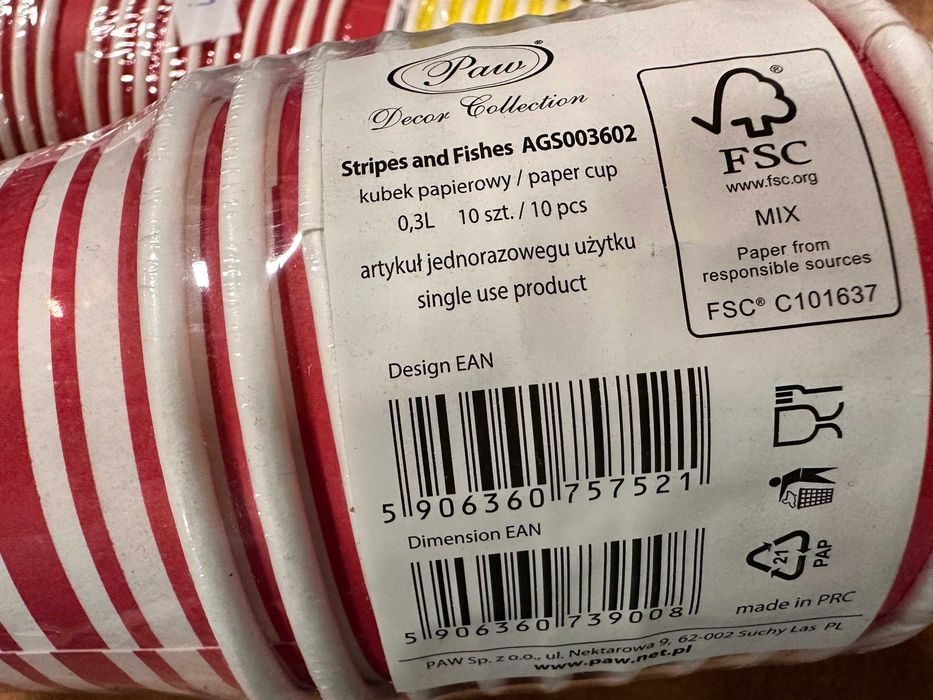 Paw®
Decor Collection
Stripes and Fishes AGS003602
kubek papierowy / paper cup
0,3L 10 szt. / 10 pcs
artykuł jednorazowegu użytku
single use product
®
FSC
www.fsc.org
MIX
Paper from
responsible sources
FSC® C101637
Design EAN
5 906360 757521
Dimension EAN
5 906360 739008
21
PAP
made in PRC
PAW Sp. z o.o., ul. Nektarowa 9, 62-002 Suchy Las PL
www.paw.net.pl